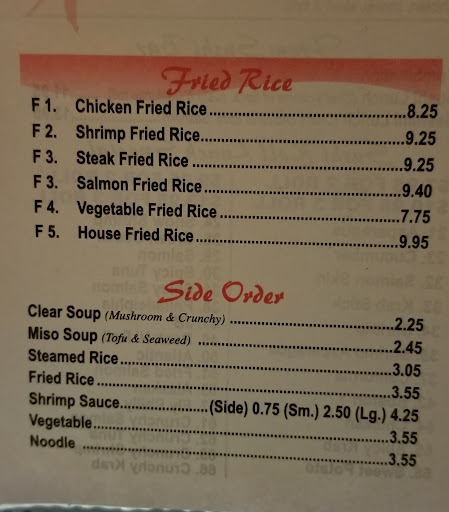 Fried Rice
F 1. Chicken Fried Rice..........................................8.25
F 2. Shrimp Fried Rice...........................................9.25
F 3. Steak Fried Rice .............................................9.25
F 3. Salmon Fried Rice..........................................9.40
F 4. Vegetable Fried Rice ......................................7.75
F 5. House Fried Rice...........................................9.95
Side Order
Clear Soup (Mushroom & Crunchy) ...................................2.25
Miso Soup (Tofu & Seaweed) .........................................2.45
Steamed Rice..........................................................3.05
Fried Rice................................................................3.55
Shrimp Sauce...................(Side) 0.75 (Sm.) 2.50 (Lg.) 4.25
Vegetable................................................................3.55
Noodle ..................................................................3.55